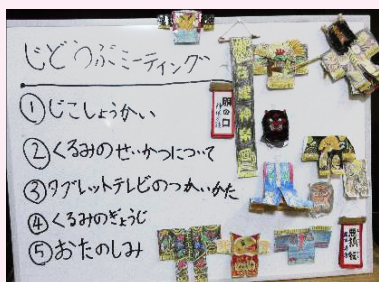 じどうぶミーティング
①じこしょうかい
②くるみのせいかつについて
③タブレットテレビのつかいかた
④くるみのぎょうじ
⑤おたのしみ